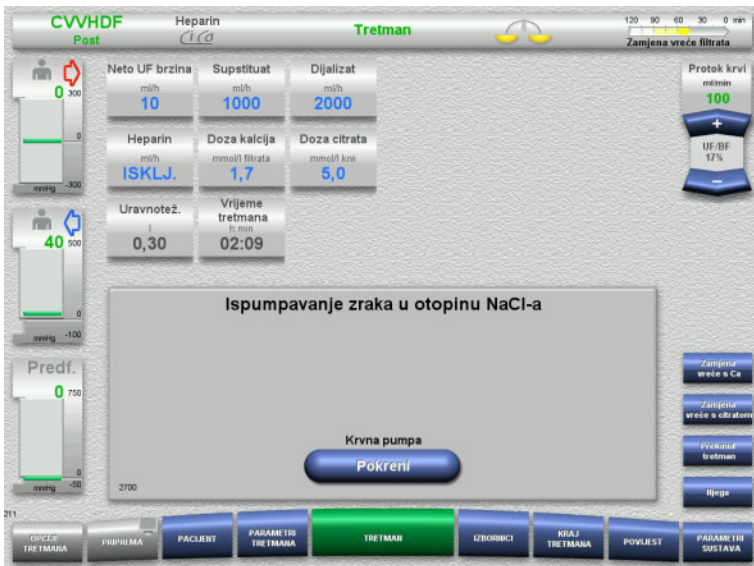 CVVHDF
Post
Heparin
Ci Ca
Tretman
120 90 60 30 0 min
Zamjena vreće filtrata
0
300
0
-300
mmHg
40
500
0
-100
mmHg
Predf.
0
750
0
-50
mmHg
Neto UF brzina
ml/h
10
Supstituat
ml/h
1000
Dijalizat
ml/h
2000
Heparin
ml/h
ISKLJ.
Doza kalcija
mmol/l filtrata
1,7
Doza citrata
mmol/l krvi
5,0
Uravnotež.
l
0,30
Vrijeme
tretmana
h:min
02:09
Protok krvi
ml/min
100
+
UF/BF
17%
−
Ispumpavanje zraka u otopinu NaCl-a
Krvna pumpa
Pokreni
2700
Zamjena
vreće s Ca
Zamjena
vreće s citratom
Prekinut
tretman
Njega
211
OPCIJE
TRETMANA
PRIPREMA
PACIJENT
PARAMETRI
TRETMANA
TRETMAN
IZBORNICI
KRAJ
TRETMANA
POVIJEST
PARAMETRI
SUSTAVA